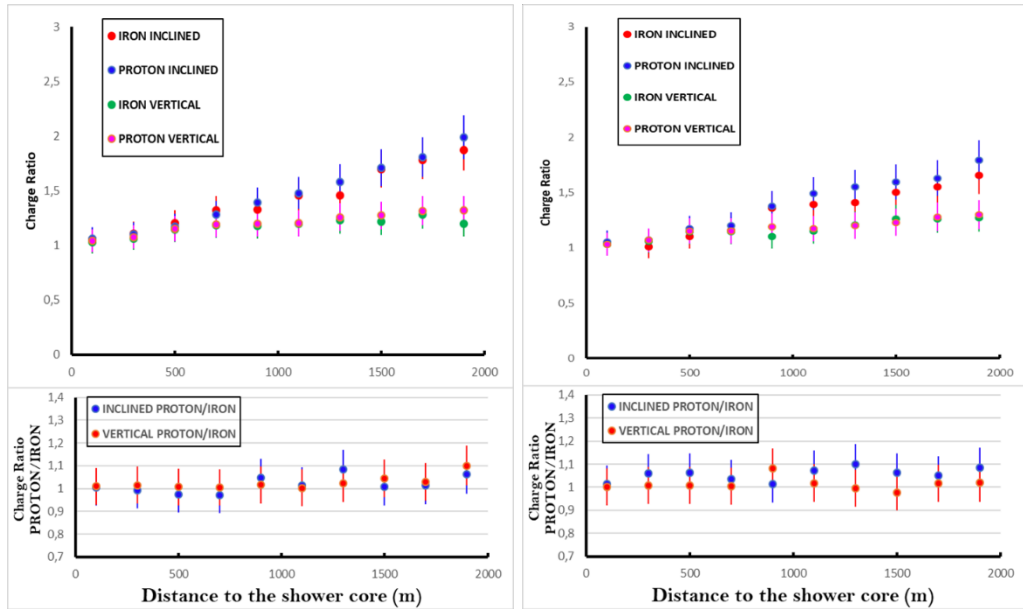 3
2,5
2
1,5
1
0,5
0
Charge Ratio
IRON INCLINED
PROTON INCLINED
IRON VERTICAL
PROTON VERTICAL
0 500 1000 1500 2000
1,4
1,3
1,2
1,1
1
0,9
0,8
0,7
Charge Ratio
PROTON/IRON
INCLINED PROTON/IRON
VERTICAL PROTON/IRON
0 500 1000 1500 2000
Distance to the shower core (m)
3
2,5
2
1,5
1
0,5
0
Charge Ratio
IRON INCLINED
PROTON INCLINED
IRON VERTICAL
PROTON VERTICAL
0 500 1000 1500 2000
1,4
1,3
1,2
1,1
1
0,9
0,8
0,7
Charge Ratio
PROTON/IRON
INCLINED PROTON/IRON
VERTICAL PROTON/IRON
0 500 1000 1500 2000
Distance to the shower core (m)